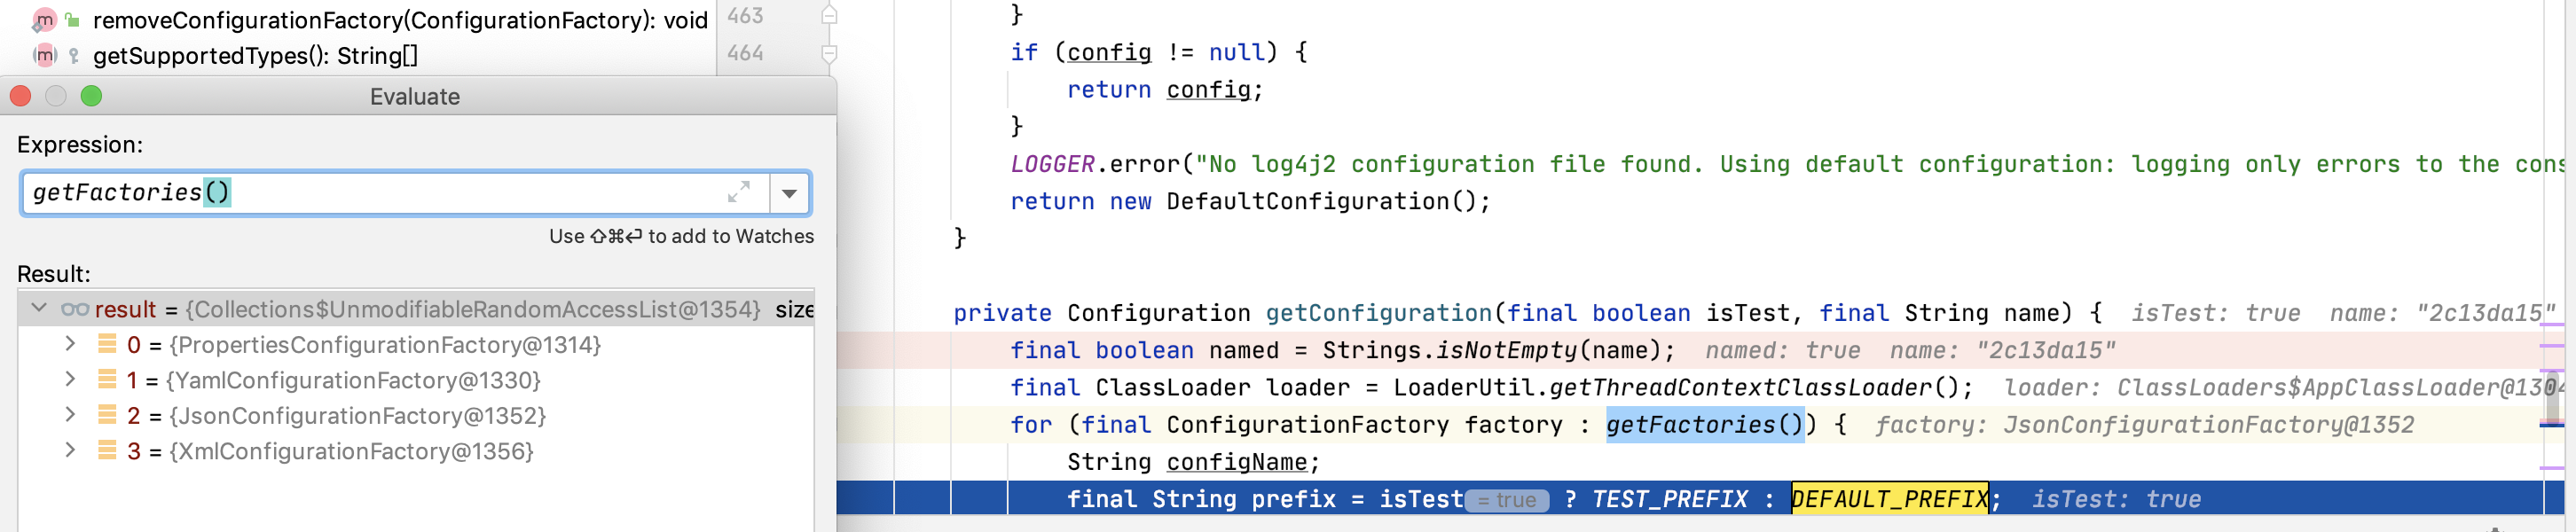 removeConfigurationFactory(ConfigurationFactory): void
getSupportedTypes(): String[]
Evaluate
Expression:
getFactories()
Use ⇧⌘↩ to add to Watches
Result:
result = {Collections$UnmodifiableRandomAccessList@1354} size
0 = {PropertiesConfigurationFactory@1314}
1 = {YamlConfigurationFactory@1330}
2 = {JsonConfigurationFactory@1352}
3 = {XmlConfigurationFactory@1356}
463
464
}
if (config != null) {
return config;
}
LOGGER.error("No log4j2 configuration file found. Using default configuration: logging only errors to the cons
return new DefaultConfiguration();
}
private Configuration getConfiguration(final boolean isTest, final String name) { isTest: true name: "2c13da15"
final boolean named = Strings.isNotEmpty(name); named: true name: "2c13da15"
final ClassLoader loader = LoaderUtil.getThreadContextClassLoader(); loader: ClassLoaders$AppClassLoader@1304
for (final ConfigurationFactory factory : getFactories()) { factory: JsonConfigurationFactory@1352
String configName;
final String prefix = isTest = true ? TEST_PREFIX : DEFAULT_PREFIX; isTest: true